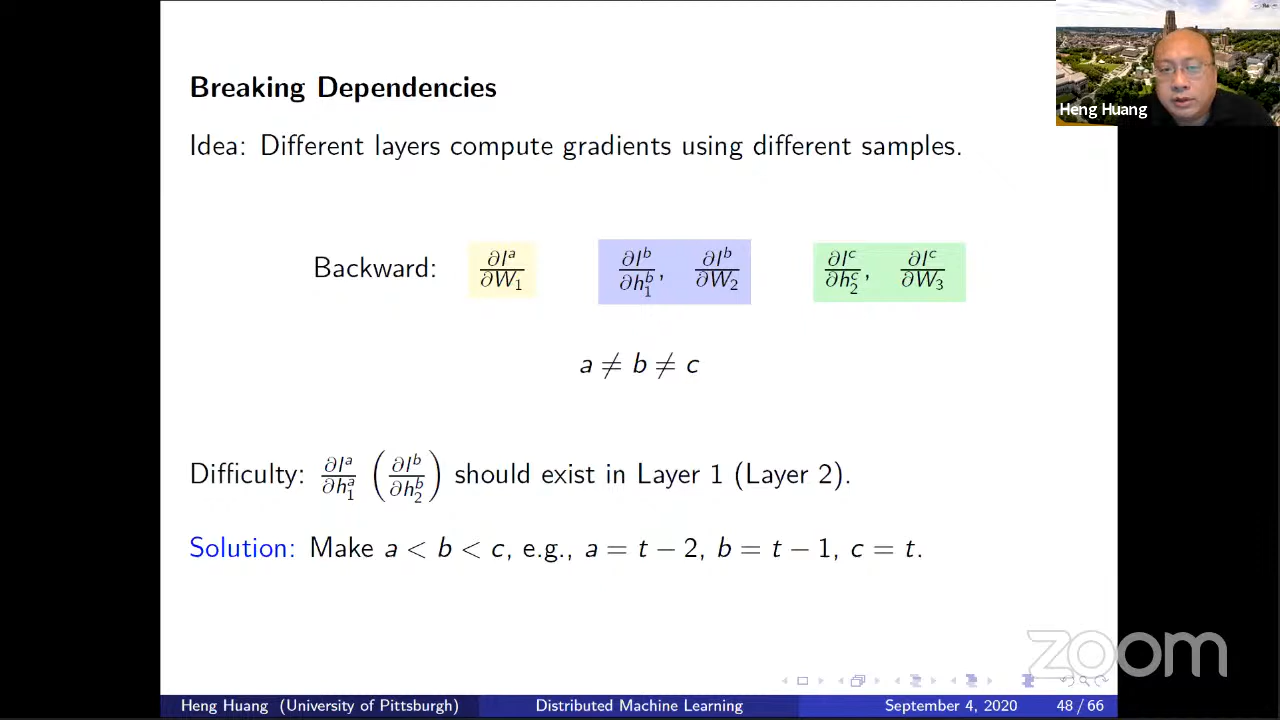 Breaking Dependencies
Heng Huang
Idea: Different layers compute gradients using different samples.
Backward: ∂l^a/∂W_1 ∂l^b/∂h_1^b, ∂l^b/∂W_2 ∂l^c/∂h_2^c, ∂l^c/∂W_3
a ≠ b ≠ c
Difficulty: ∂l^a/∂h_1^a (∂l^b/∂h_2^b) should exist in Layer 1 (Layer 2).
Solution: Make a < b < c, e.g., a = t − 2, b = t − 1, c = t.
zoom
Heng Huang (University of Pittsburgh) Distributed Machine Learning September 4, 2020 48 / 66